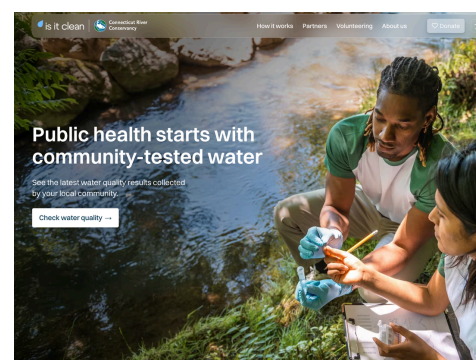 is it clean
Connecticut River
Conservancy
How it works
Partners
Volunteering
About us
Donate
Public health starts with
community-tested water
See the latest water quality results collected
by your local community.
Check water quality →